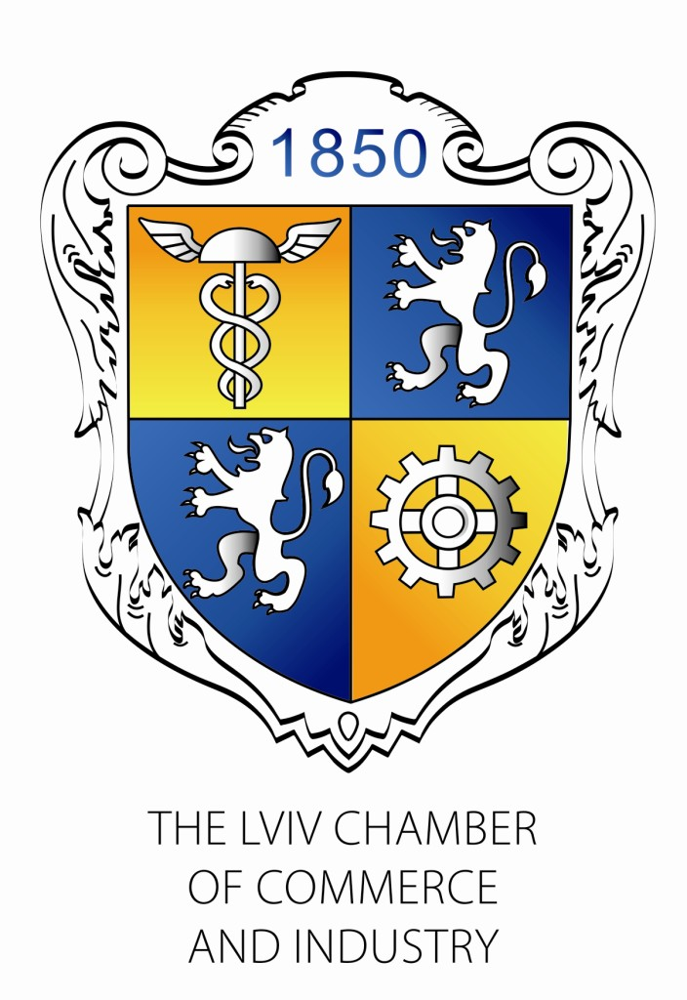 1850
THE LVIV CHAMBER
OF COMMERCE
AND INDUSTRY